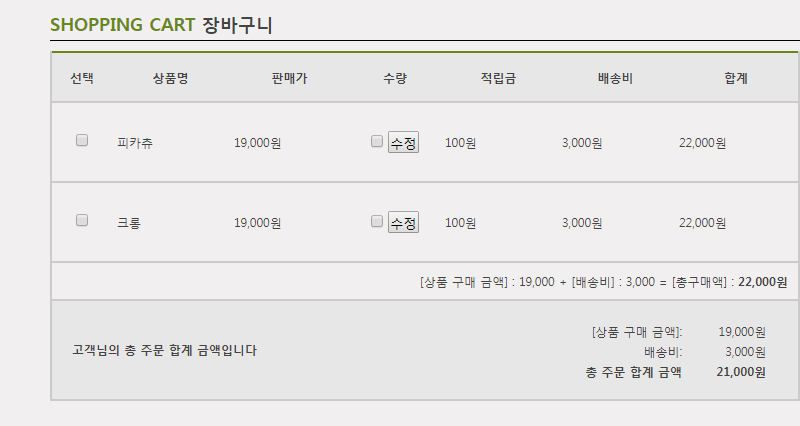 SHOPPING CART 장바구니
선택 상품명 판매가 수량 적립금 배송비 합계
피카츄 19,000원 수정 100원 3,000원 22,000원
크롱 19,000원 수정 100원 3,000원 22,000원
[상품 구매 금액] : 19,000 + [배송비] : 3,000 = [총구매액] : 22,000원
고객님의 총 주문 합계 금액입니다
[상품 구매 금액]: 19,000원
배송비: 3,000원
총 주문 합계 금액 21,000원